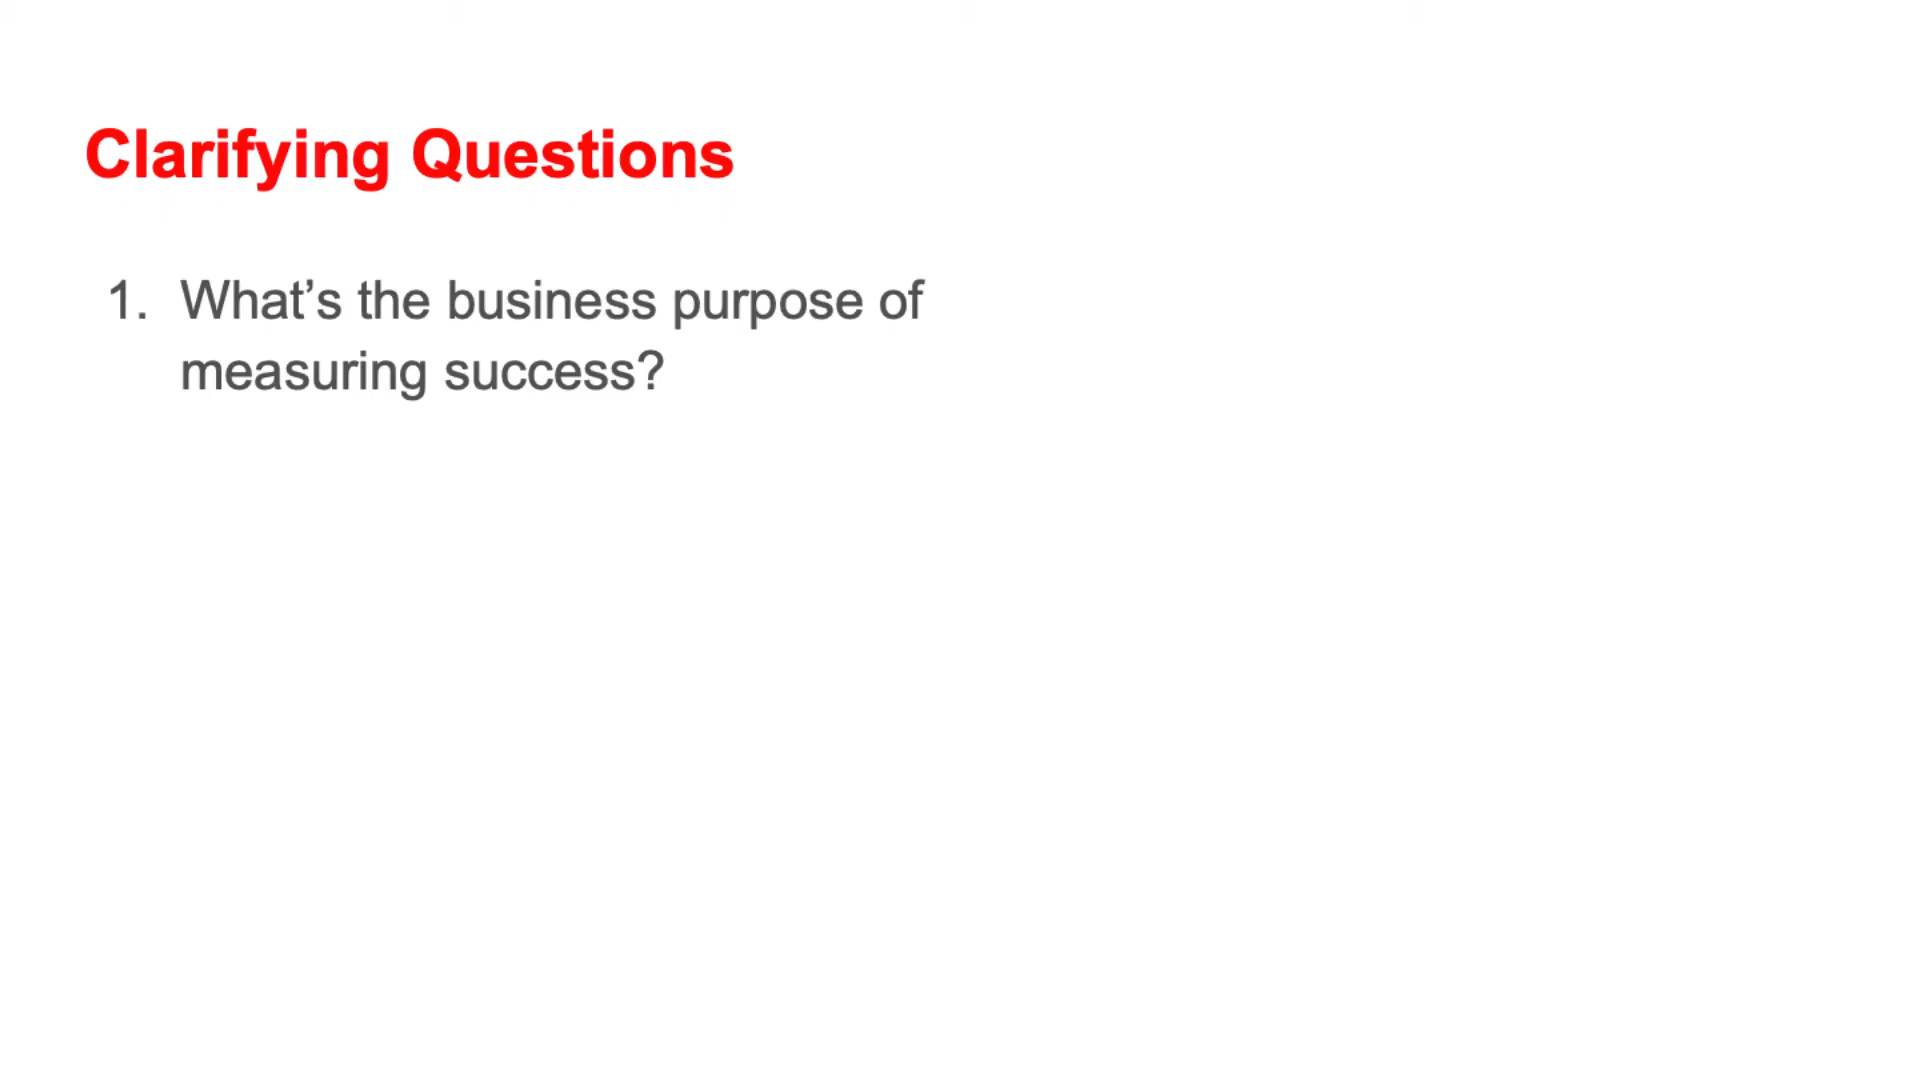 Clarifying Questions
1. What’s the business purpose of
measuring success?